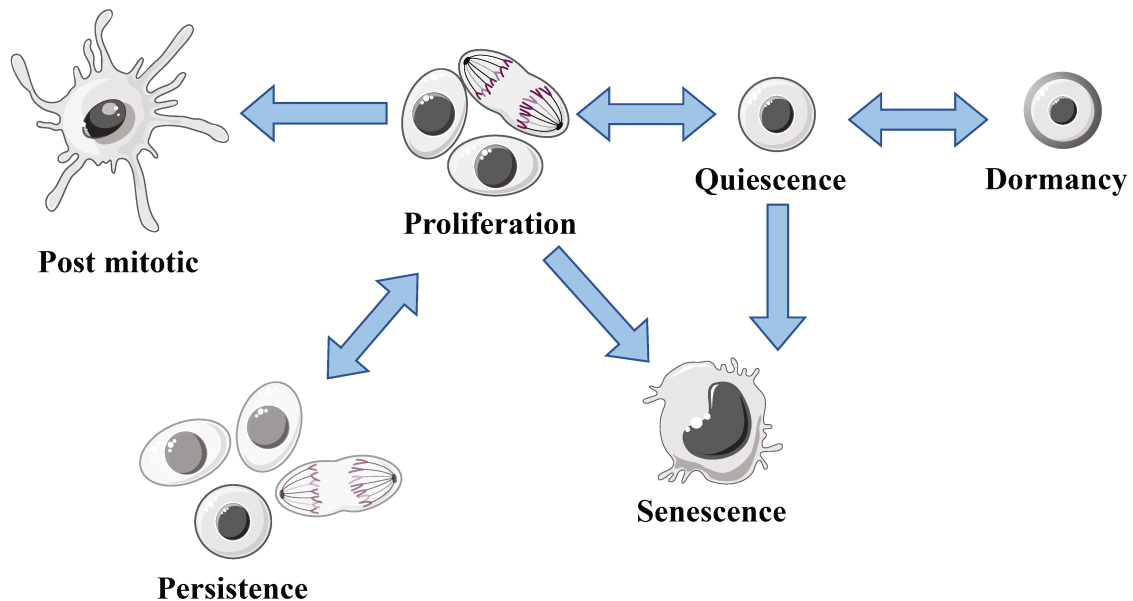 Quiescence
Dormancy
Proliferation
Post mitotic
Senescence
Persistence